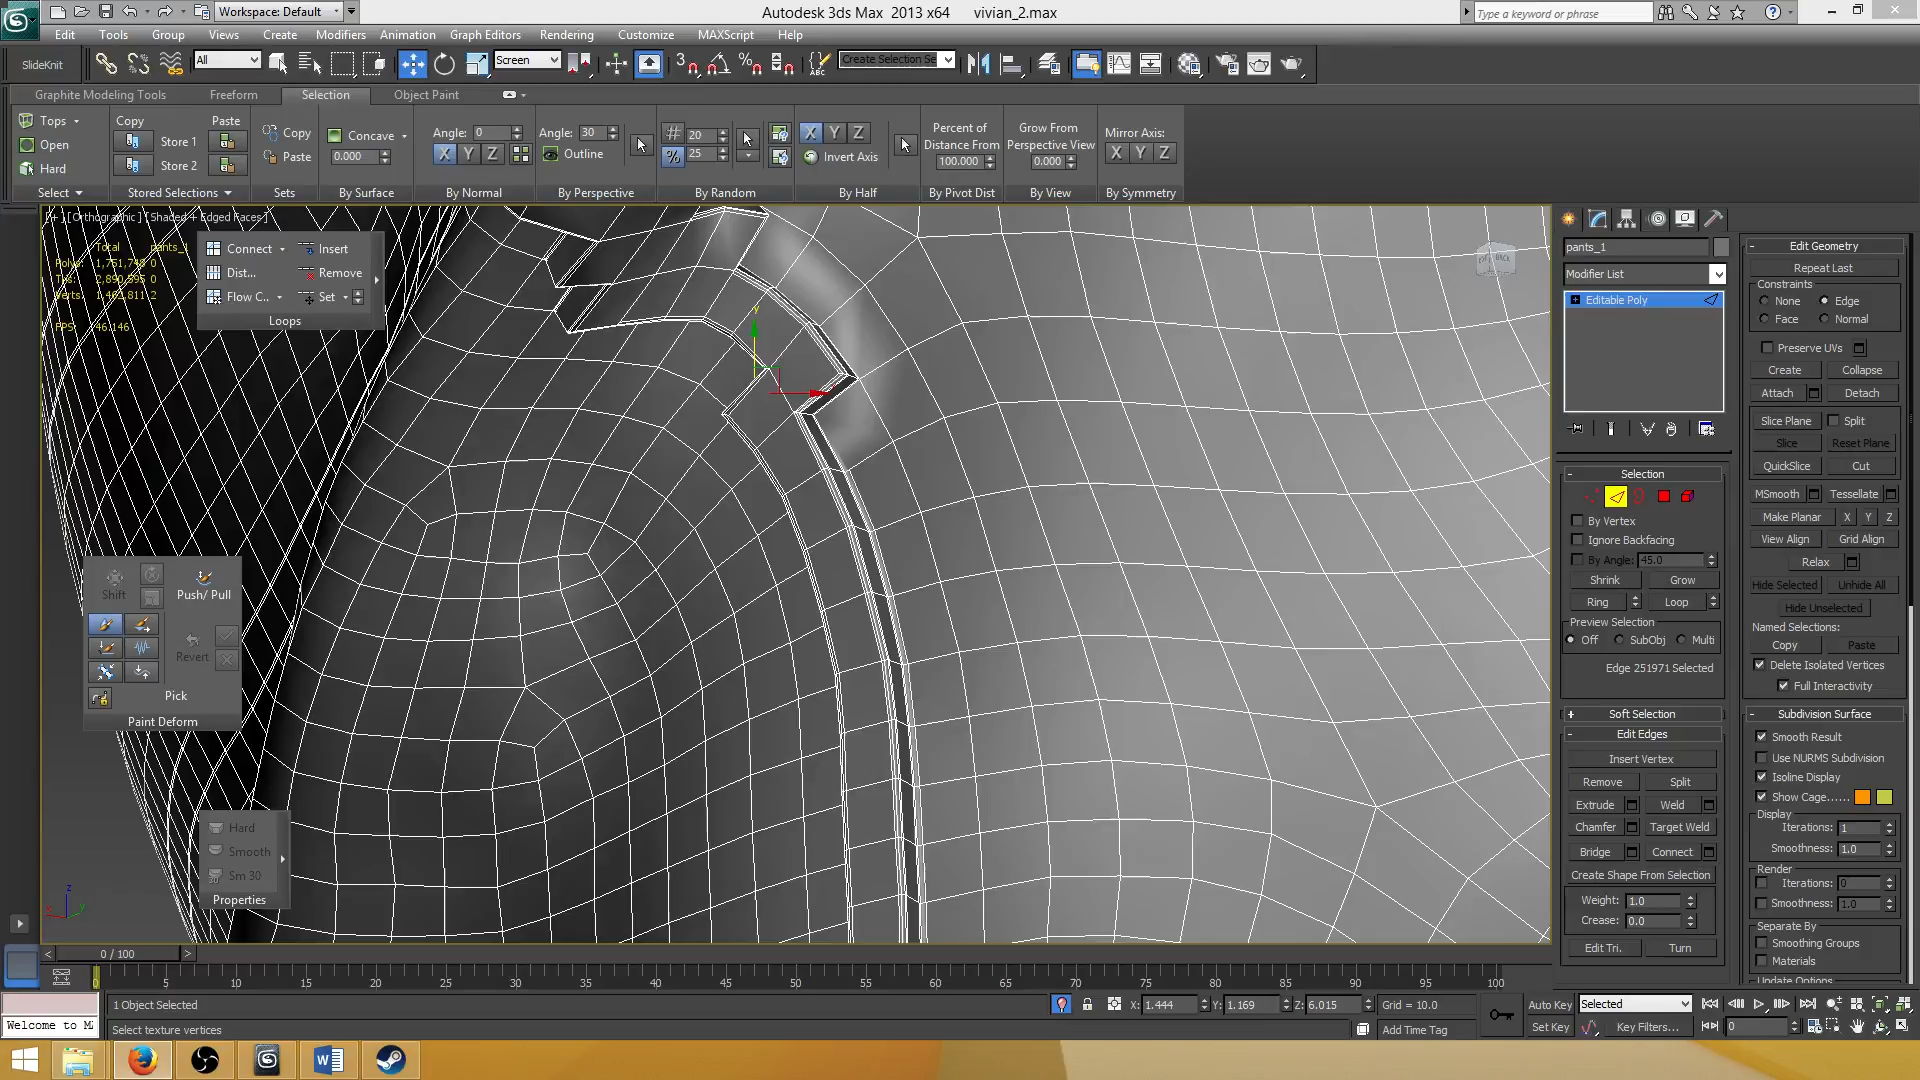 Workspace: Default
Autodesk 3ds Max 2013 x64 vivian_2.max
Type a keyword or phrase
Edit Tools Group Views Create Modifiers Animation Graph Editors Rendering Customize MAXScript Help
SlideKnit
All
Screen
3
ABC
Create Selection Se
Graphite Modeling Tools Freeform Selection Object Paint
Tops
Open
Hard
Select
Copy Paste
Store 1
Store 2
Stored Selections
Copy
Paste
Sets
Concave
0.000
By Surface
Angle: 0
X Y Z
By Normal
Angle: 30
Outline
By Perspective
# 20
% 25
By Random
X Y Z
Invert Axis
By Half
Percent of
Distance From
100.000
By Pivot Dist
Grow From
Perspective View
0.000
By View
Mirror Axis:
X Y Z
By Symmetry
[+] [Orthographic] [Shaded + Edged Faces]
Total pants_1
Polys: 1,751,748 0
Verts: 1,462,811 2
FPS: 46.146
Connect Insert
Dist... Remove
Flow C.. Set
Loops
y
Shift
Push/ Pull
Revert
Pick
Paint Deform
Hard
Smooth
Sm 30
Properties
z
x y
pants_1
Modifier List
Editable Poly
Selection
By Vertex
Ignore Backfacing
By Angle: 45.0
Shrink Grow
Ring Loop
Preview Selection
Off SubObj Multi
Edge 251971 Selected
Soft Selection
Edit Edges
Insert Vertex
Remove Split
Extrude Weld
Chamfer Target Weld
Bridge Connect
Create Shape From Selection
Weight: 1.0
Crease: 0.0
Edit Tri. Turn
Edit Geometry
Repeat Last
Constraints
None Edge
Face Normal
Preserve UVs
Create Collapse
Attach Detach
Slice Plane Split
Slice Reset Plane
QuickSlice Cut
MSmooth Tessellate
Make Planar X Y Z
View Align Grid Align
Relax
Hide Selected Unhide All
Hide Unselected
Named Selections:
Copy Paste
Delete Isolated Vertices
Full Interactivity
Subdivision Surface
Smooth Result
Use NURMS Subdivision
Isoline Display
Show Cage......
Display
Iterations: 1
Smoothness: 1.0
Render
Iterations: 0
Smoothness: 1.0
Separate By
Smoothing Groups
Materials
Update Options
< 0 / 100 >
0 5 10 15 20 25 30 35 40 45 50 55 60 65 70 75 80 85 90 95 100
1 Object Selected
X: 1.444 Y: 1.169 Z: 6.015 Grid = 10.0
Auto Key Selected
Welcome to MA
Select texture vertices
Add Time Tag
Set Key Key Filters...
0